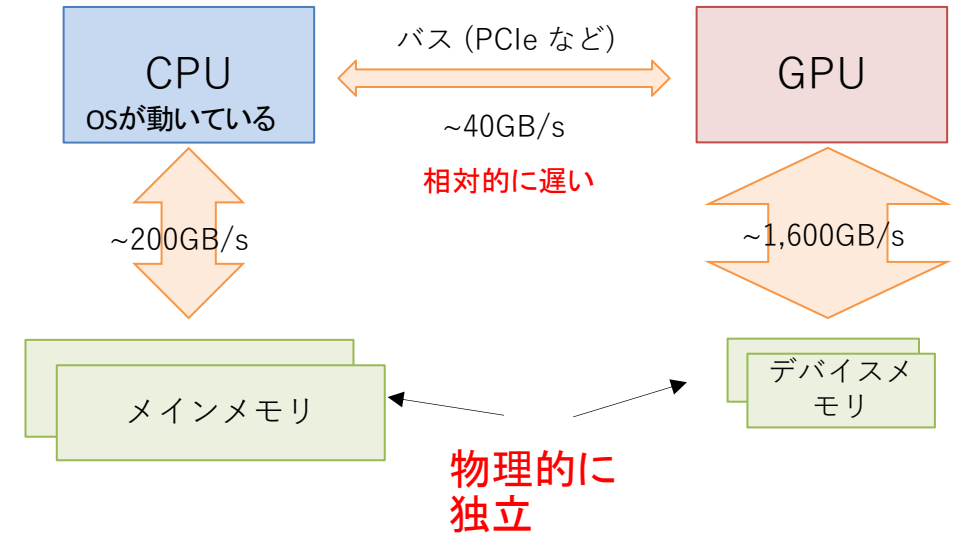 CPU
OSが動いている
バス (PCIe など)
GPU
~40GB/s
相対的に遅い
~200GB/s
~1,600GB/s
メインメモリ
デバイスメ
モリ
物理的に
独立